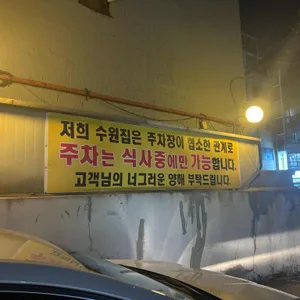 저희 수원집은 주차장이 협소한 관계로
주차는 식사중에만 가능합니다.
고객님의 너그러운 양해 부탁드립니다.